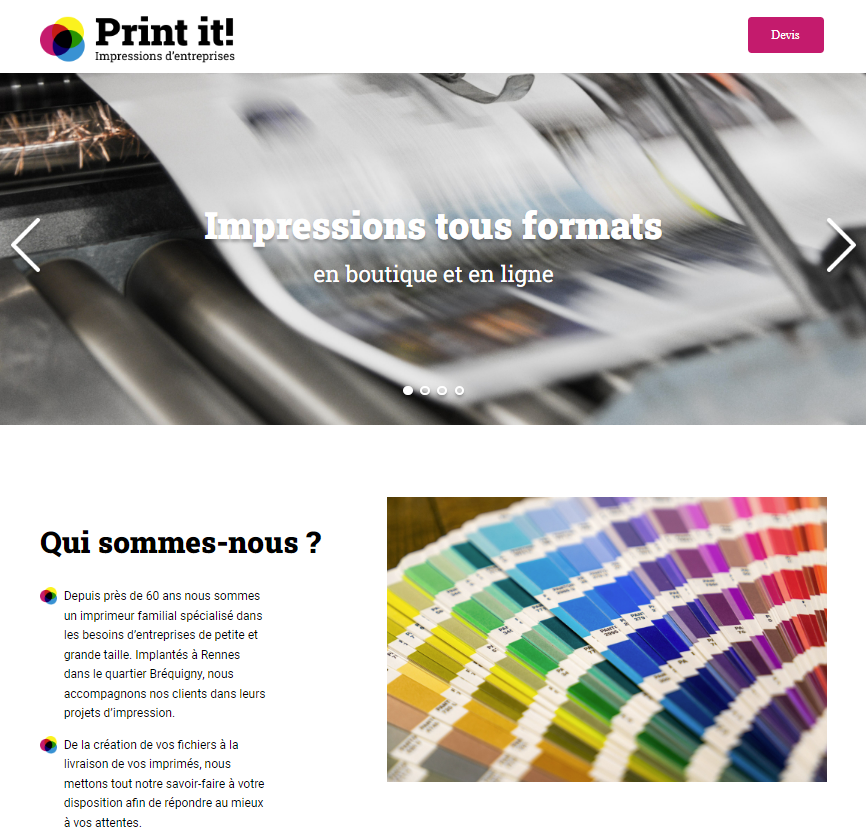 Print it!
Impressions d'entreprises
Devis
Impressions tous formats
en boutique et en ligne
Qui sommes-nous ?
Depuis près de 60 ans nous sommes
un imprimeur familial spécialisé dans
les besoins d'entreprises de petite et
grande taille. Implantés à Rennes
dans le quartier Bréquigny, nous
accompagnons nos clients dans leurs
projets d'impression.
De la création de vos fichiers à la
livraison de vos imprimés, nous
mettons tout notre savoir-faire à votre
disposition afin de répondre au mieux
à vos attentes.